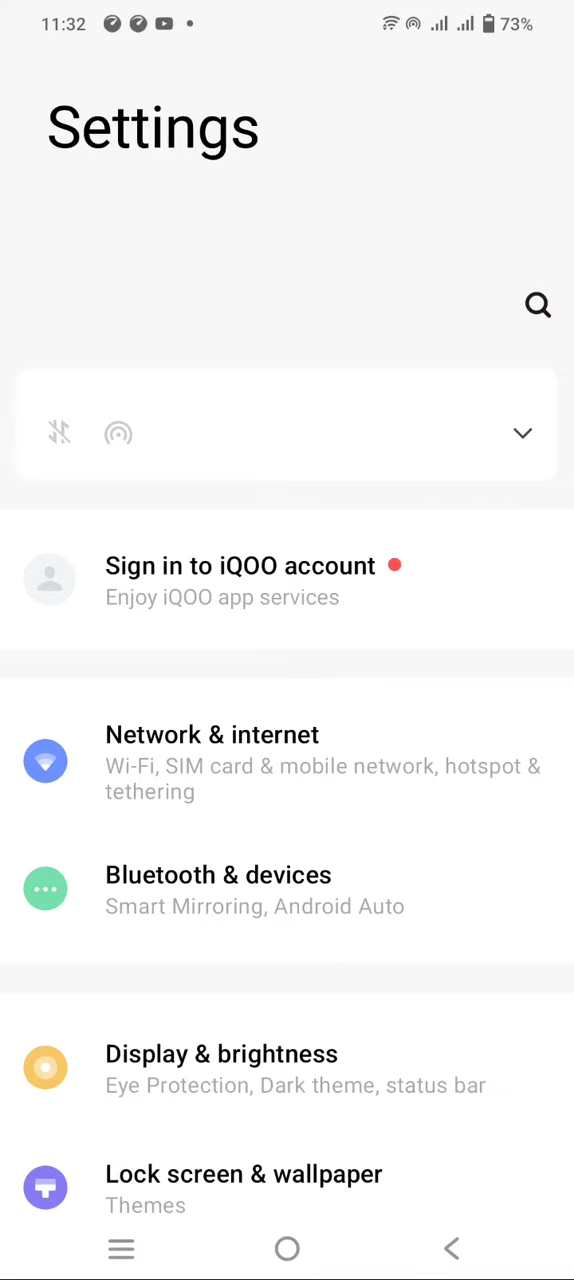 11:32
73%
Settings
Sign in to iQOO account
Enjoy iQOO app services
Network & internet
Wi-Fi, SIM card & mobile network, hotspot &
tethering
Bluetooth & devices
Smart Mirroring, Android Auto
Display & brightness
Eye Protection, Dark theme, status bar
Lock screen & wallpaper
Themes